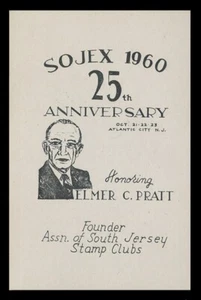 SOJEX 1960
25th
ANNIVERSARY
OCT. 21-22-23
ATLANTIC CITY N.J.
Honoring
ELMER C. PRATT
Founder
Assn. of South Jersey
Stamp Clubs